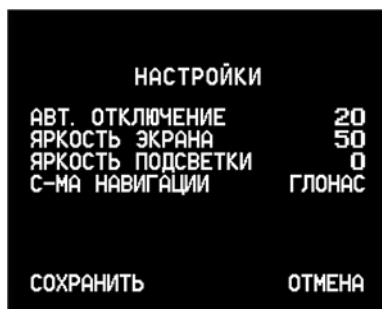 НАСТРОЙКИ
АВТ. ОТКЛЮЧЕНИЕ 20
ЯРКОСТЬ ЭКРАНА 50
ЯРКОСТЬ ПОДСВЕТКИ 0
С-МА НАВИГАЦИИ ГЛОНАС
СОХРАНИТЬ ОТМЕНА